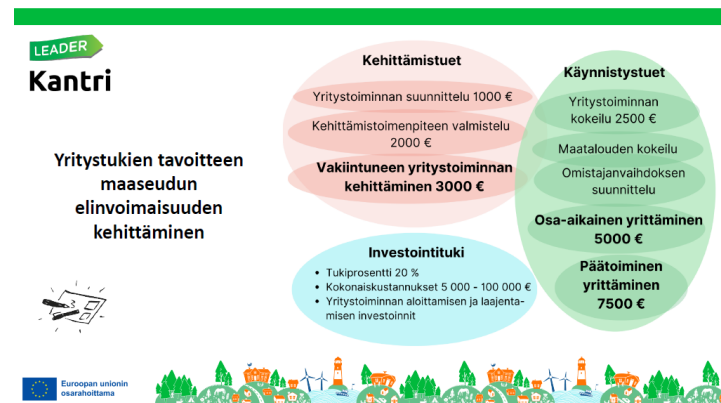 LEADER
Kantri
Yritystukien tavoitteen
maaseudun
elinvoimaisuuden
kehittäminen
Kehittämistuet
Yritystoiminnan suunnittelu 1000 €
Kehittämistoimenpiteen valmistelu
2000 €
Vakiintuneen yritystoiminnan
kehittäminen 3000 €
Käynnistystuet
Yritystoiminnan
kokeilu 2500 €
Maatalouden kokeilu
Omistajanvaihdoksen
suunnittelu
Osa-aikainen yrittäminen
5000 €
Päätoiminen
yrittäminen
7500 €
Investointituki
• Tukiprosentti 20 %
• Kokonaiskustannukset 5 000 - 100 000 €
• Yritystoiminnan aloittamisen ja laajenta-
misen investoinnit
Euroopan unionin
osarahoittama